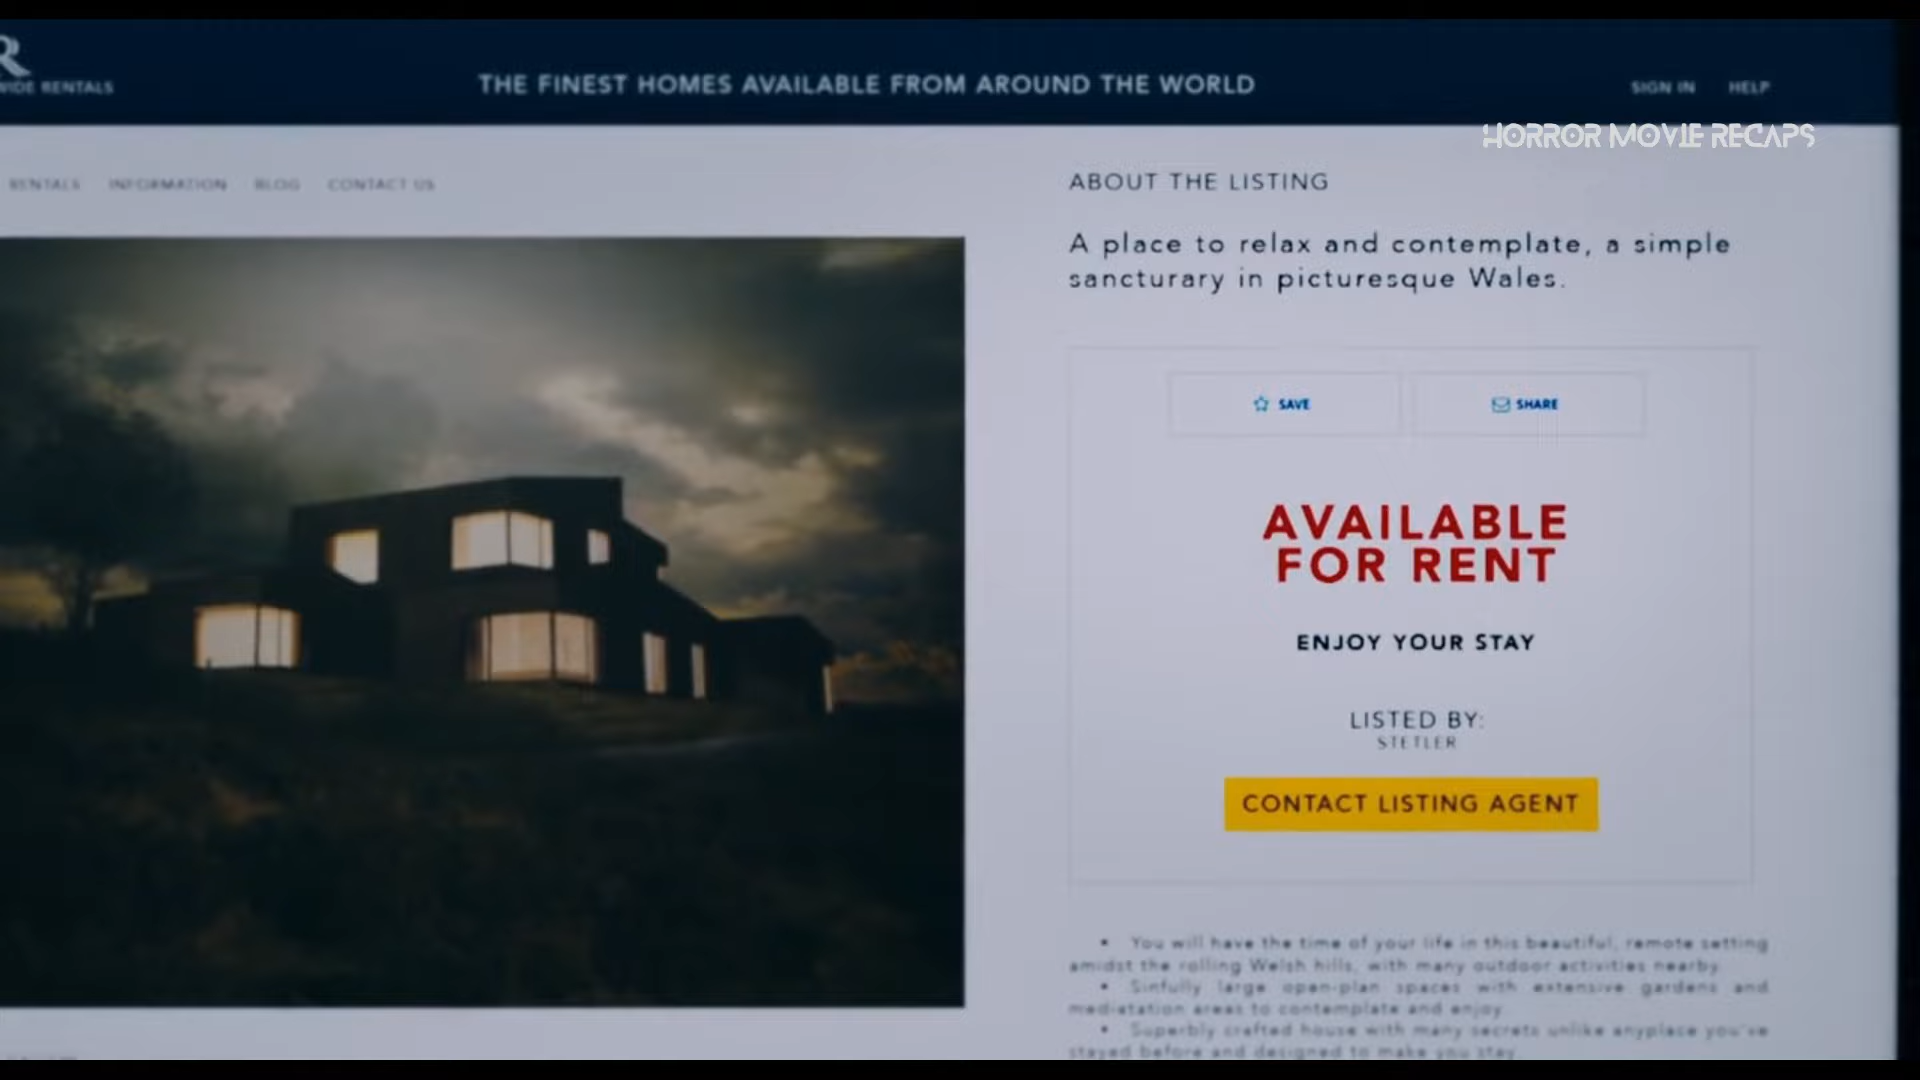 R
WIDE RENTALS
THE FINEST HOMES AVAILABLE FROM AROUND THE WORLD
SIGN IN HELP
HORROR MOVIE RECAPS
RENTALS INFORMATION BLOG CONTACT US
ABOUT THE LISTING
A place to relax and contemplate, a simple
sancturary in picturesque Wales.
SAVE SHARE
AVAILABLE
FOR RENT
ENJOY YOUR STAY
LISTED BY:
STETLER
CONTACT LISTING AGENT
• You will have the time of your life in this beautiful, remote setting
amidst the rolling Welsh hills, with many outdoor activities nearby.
• Sinfully large open-plan spaces with extensive gardens and
mediatation areas to contemplate and enjoy.
• Superbly crafted house with many secrets unlike anyplace you've
stayed before and designed to make you stay